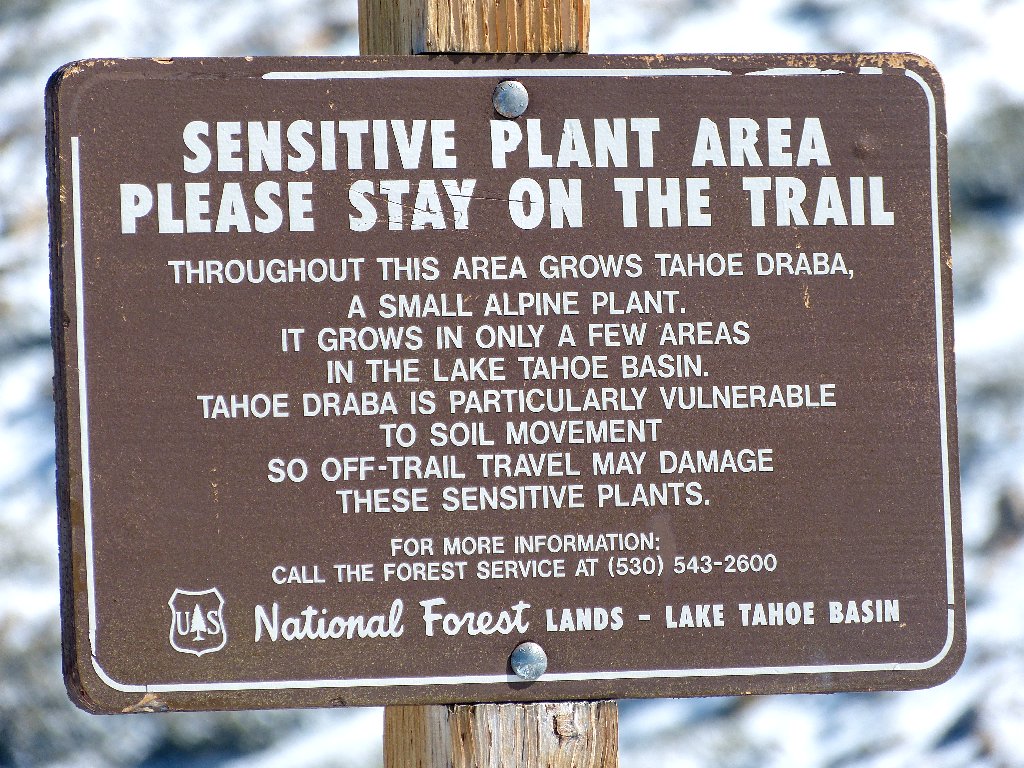 SENSITIVE PLANT AREA
PLEASE STAY ON THE TRAIL
THROUGHOUT THIS AREA GROWS TAHOE DRABA,
A SMALL ALPINE PLANT.
IT GROWS IN ONLY A FEW AREAS
IN THE LAKE TAHOE BASIN.
TAHOE DRABA IS PARTICULARLY VULNERABLE
TO SOIL MOVEMENT
SO OFF-TRAIL TRAVEL MAY DAMAGE
THESE SENSITIVE PLANTS.
FOR MORE INFORMATION:
CALL THE FOREST SERVICE AT (530) 543-2600
US National Forest LANDS - LAKE TAHOE BASIN